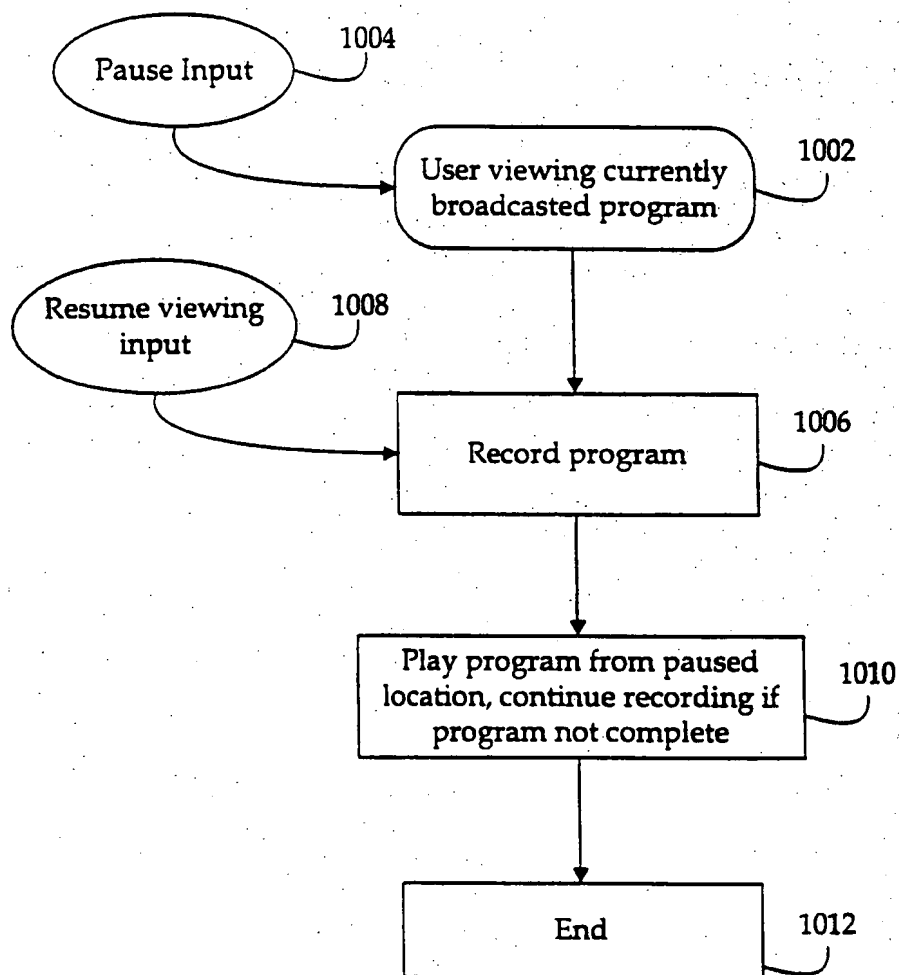 1004
Pause Input
1002
User viewing currently
broadcasted program
1008
Resume viewing
input
1006
Record program
1010
Play program from paused
location, continue recording if
program not complete
1012
End